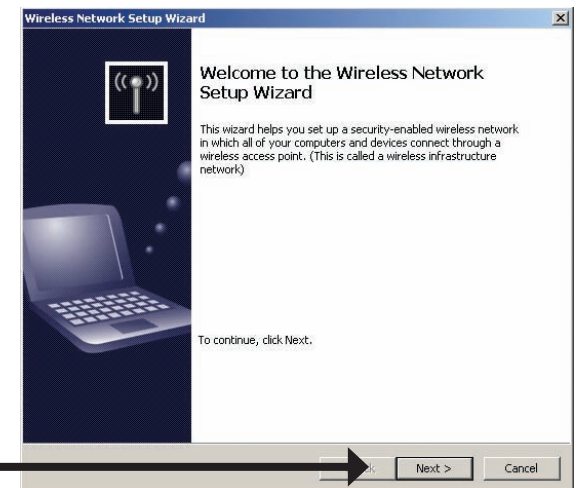 Wireless Network Setup Wizard
Welcome to the Wireless Network
Setup Wizard
This wizard helps you set up a security-enabled wireless network
in which all of your computers and devices connect through a
wireless access point. (This is called a wireless infrastructure
network)
To continue, click Next.
Next >
Cancel